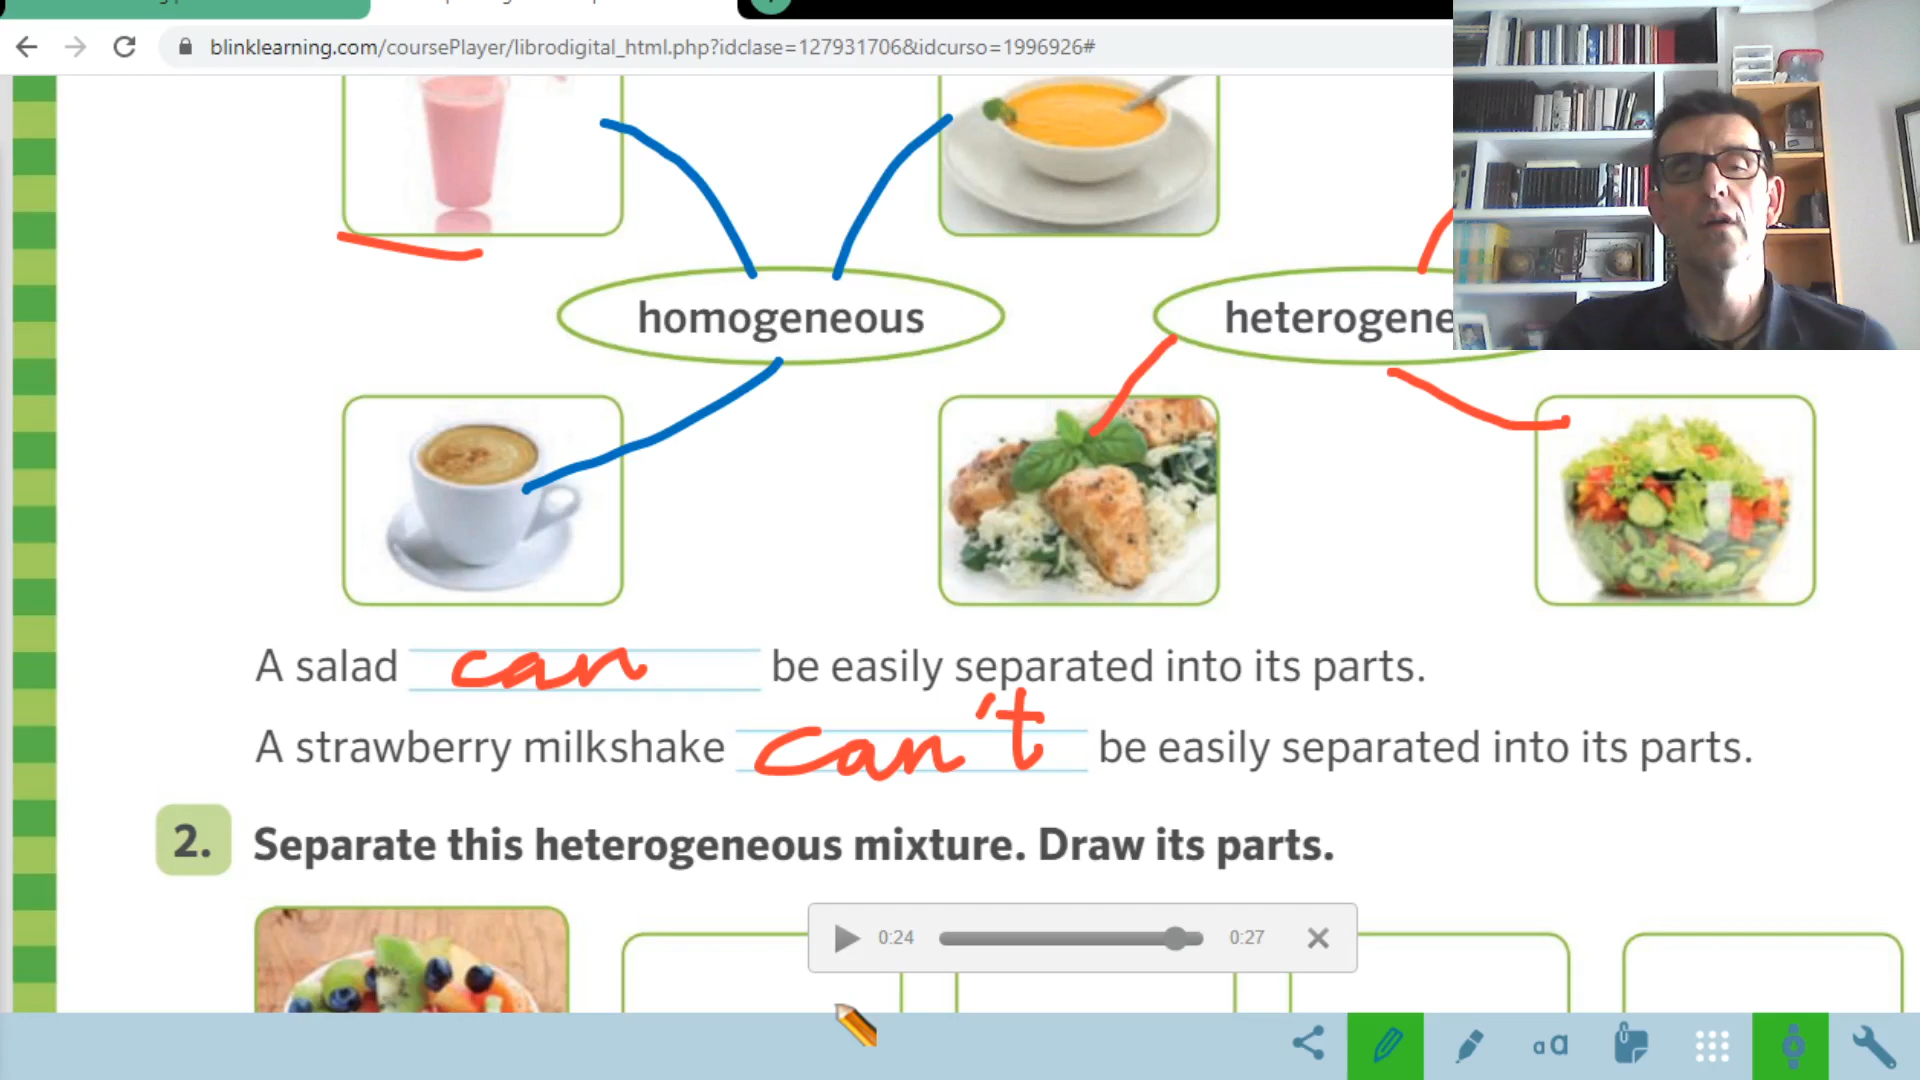 blinklearning.com/coursePlayer/librodigital_html.php?idclase=127931706&idcurso=1996926#
homogeneous
heterogene
A salad can be easily separated into its parts.
A strawberry milkshake can't be easily separated into its parts.
2. Separate this heterogeneous mixture. Draw its parts.
0:24 0:27
aa